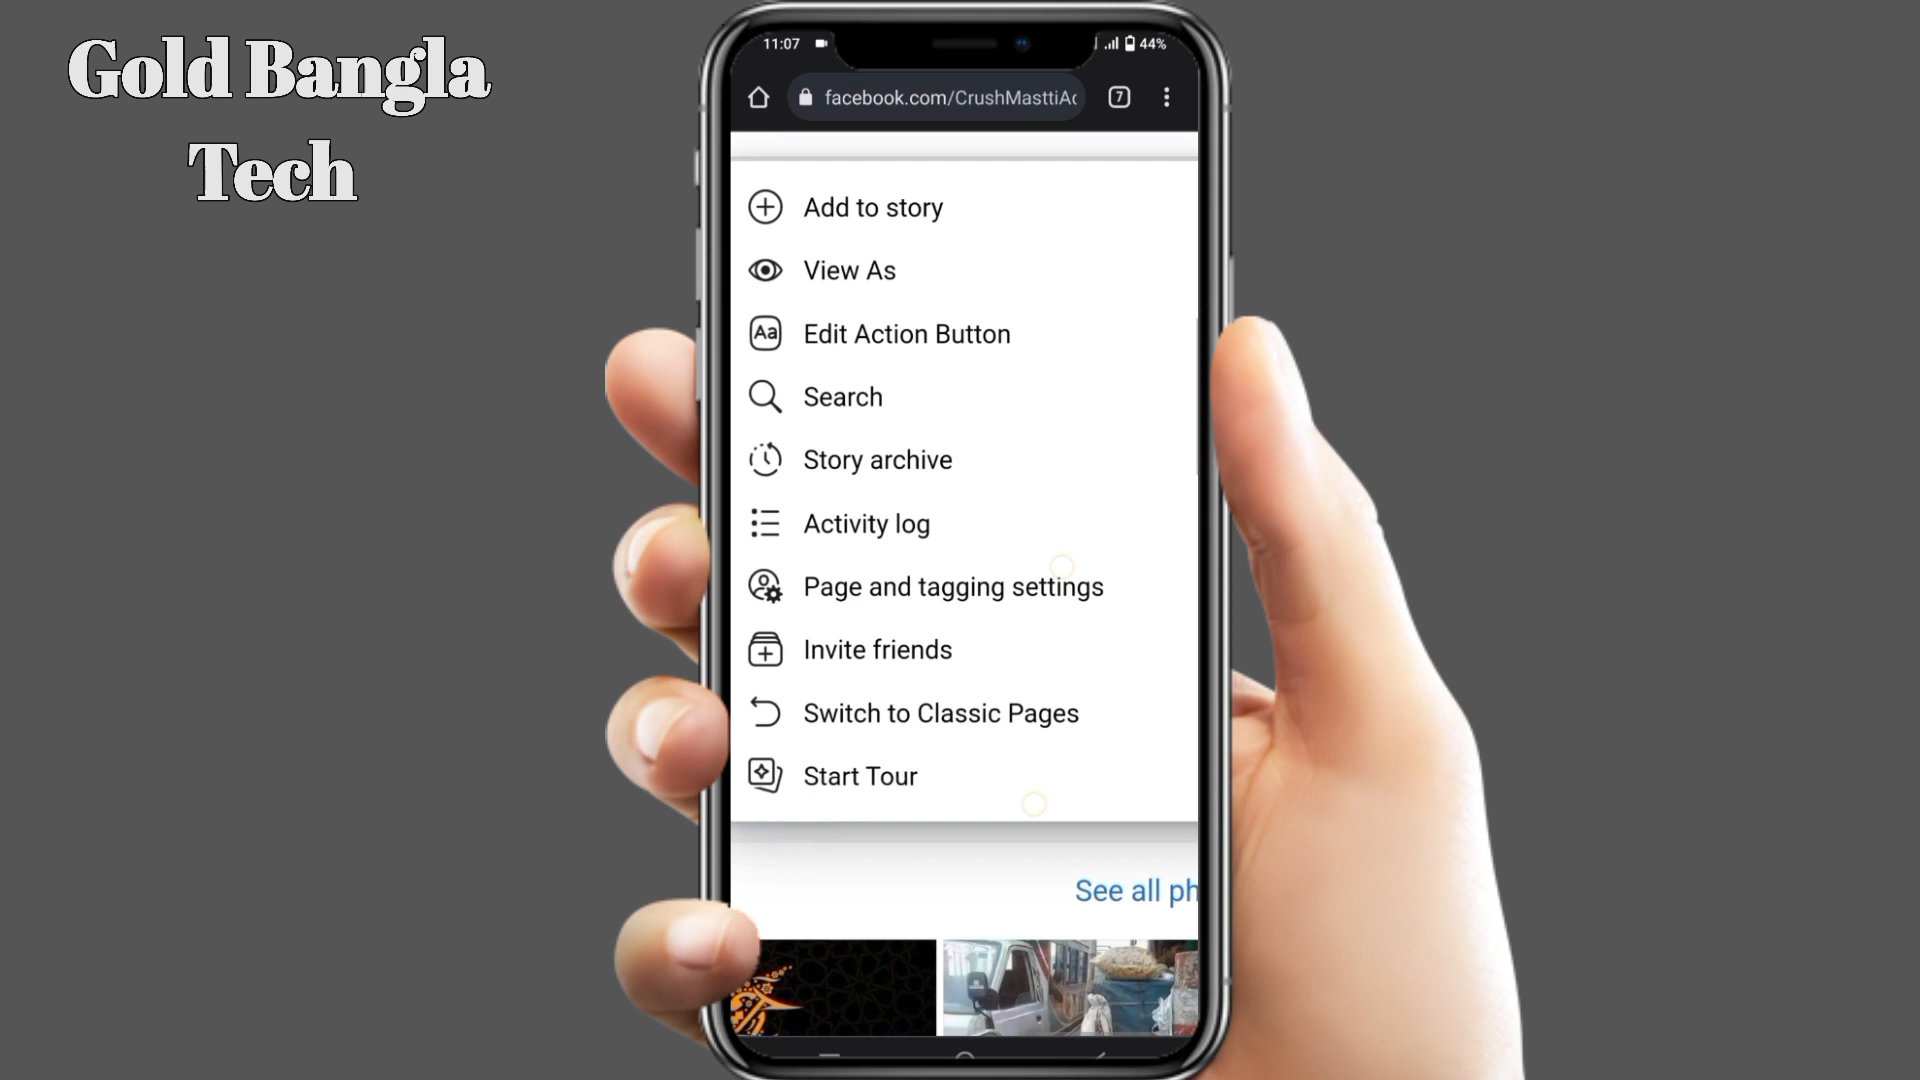 Gold Bangla
Tech
11:07
44%
facebook.com/CrushMasttiAc
7
Add to story
View As
Aa
Edit Action Button
Search
Story archive
Activity log
Page and tagging settings
Invite friends
Switch to Classic Pages
Start Tour
See all ph